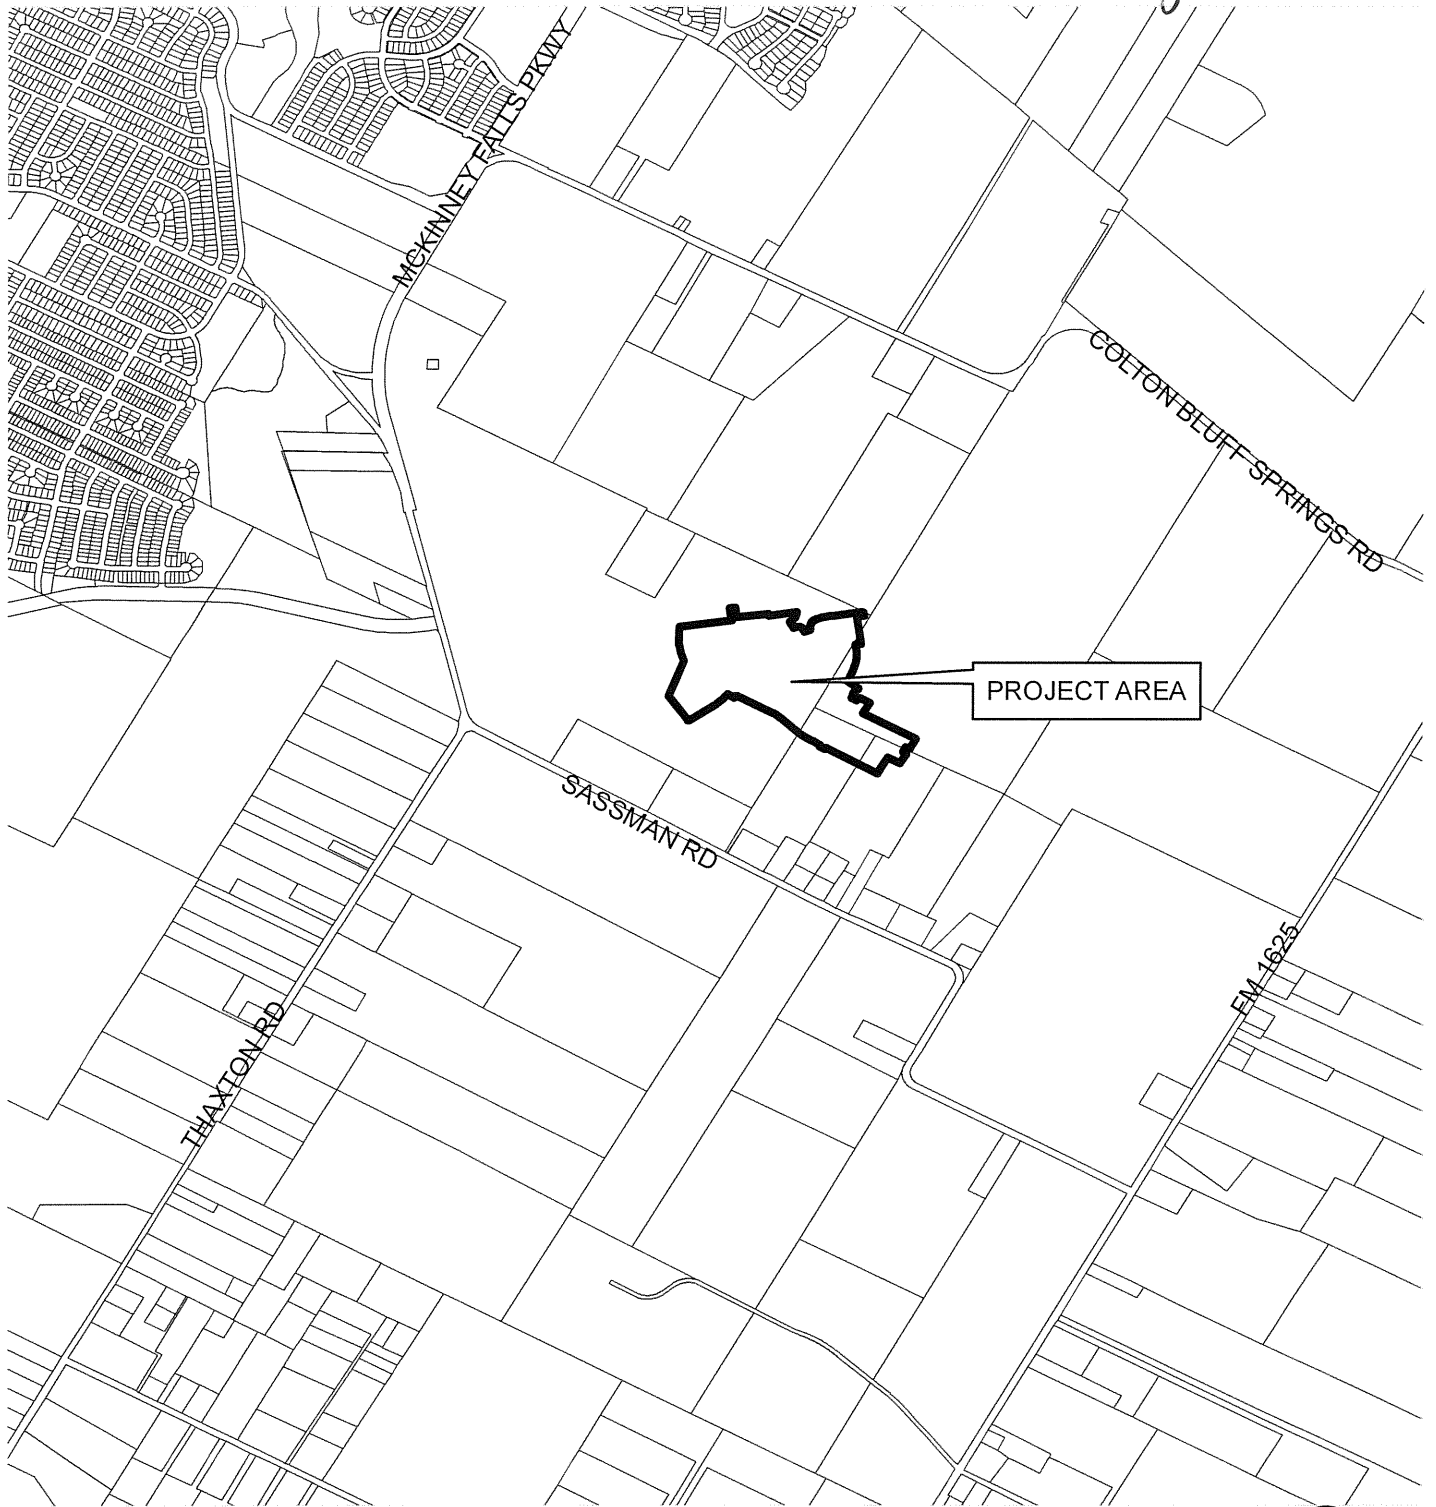 MCKINNEY FALLS PKWY
COLTON BLUFF SPRINGS RD
PROJECT AREA
SASSMAN RD
FM 1625
THAXTON RD